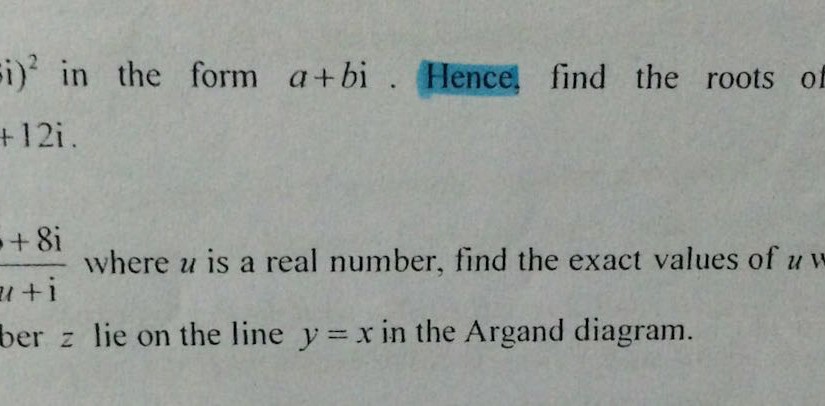 i)² in the form a+bi . Hence, find the roots of
+12i.
+ 8i
where u is a real number, find the exact values of u
u + i
ber z lie on the line y = x in the Argand diagram.